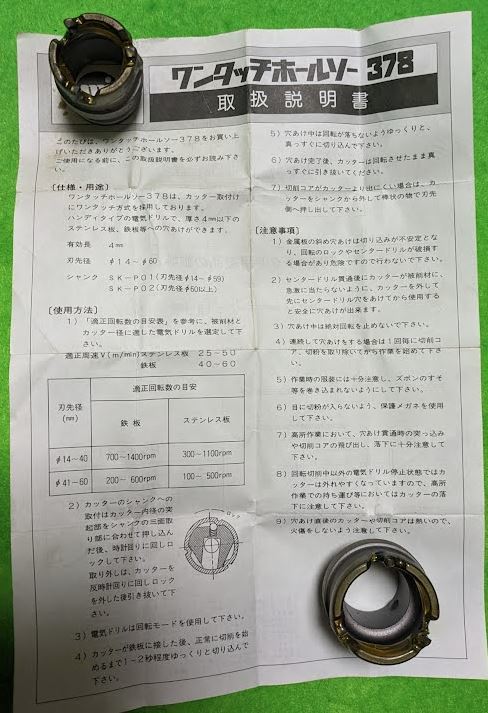 ワンタッチホールソー378
取扱説明書
このたびは、ワンタッチホールソー378をお買い上
げいただきありがとうございます。
ご使用になる前に、この取扱説明書を必ずお読み下さ
い。
〔仕様・用途〕
ワンタッチホールソー378は、カッター取付け
にワンタッチ方式を採用しております。
ハンディタイプの電気ドリルで、厚さ4㎜以下の
ステンレス板、鉄板等への穴あけができます。
有効長 4㎜
刃先径 φ14～φ60
シャンク SK-P01(刃先径φ14～φ59)
SK-P02(刃先径φ60以上)
〔使用方法〕
1) 「適正回転数の目安表」を参考に、被削材と
カッター径に適した電気ドリルを選定して下
さい。
適正周速V(m/min)ステンレス板 25~50
鉄板 40~60
刃先径(㎜) 適正回転数の目安
鉄板 ステンレス板
φ14~40 700~1400rpm 300~1100rpm
φ41~60 200~ 600rpm 100~ 500rpm
2) カッターのシャンクへの
取付はカッター内径の突
起部をシャンクの三面取
り部に合わせて押し込ん
だ後、時計回りに回しロ
ックして下さい。
取り外しは、カッターを
反時計回りに回しロック
を外した後引き抜いて下
さい。
ロック
3) 電気ドリルは回転モードを使用して下さい。
4) カッターが鉄板に接した後、正常に切削を始
めるまで1～2秒程度ゆっくりと切り込んで
下さい。
5) 穴あけ中は回転が落ちないようゆっくりと、
真っすぐに切り込んで下さい。
6) 穴あけ完了後、カッターは回転させたまま真
っすぐに引き抜いてください。
7) 切削コアがカッターより出にくい場合は、カ
ッターをシャンクから外して棒状の物で刃先
側へ押し出して下さい。
〔注意事項〕
1) 金属板の斜め穴あけは切り込みが不安定とな
り、回転のロックやセンタードリルが破損す
る場合があり危険ですので行わないで下さい。
2) センタードリル貫通後にカッターが被削材に、
急激に当たらないように、カッターを外して
先にセンタードリル穴をあけてから使用する
と安全に穴あけが出来ます。
3) 穴あけ中は絶対回転を止めないで下さい。
4) 連続して穴あけをする場合は1回毎に切削コ
ア、切粉を取り除いてから作業を始めて下さ
い。
5) 作業時の服装には十分注意し、ズボンのすそ
等を巻き込まれないようにして下さい。
6) 目に切粉が入らないよう、保護メガネを使用
して下さい。
7) 高所作業において、穴あけ貫通時の突っ込み
や切削コアの飛び出し、落下に十分注意して
下さい。
8) 回転切削中以外の電気ドリル停止状態ではカ
ッターは外れやすくなっていますので、高所
作業での持ち運び等においてはカッターの落
下に注意して下さい。
9) 穴あけ直後のカッターや切削コアは熱いので、
火傷をしないよう注意して下さい。